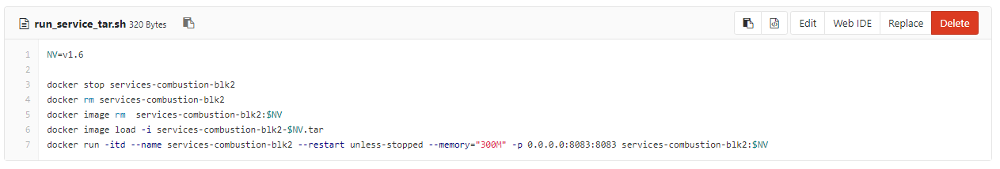 run_service_tar.sh 320 Bytes Edit Web IDE Replace Delete
1 NV=v1.6
2
3 docker stop services-combustion-blk2
4 docker rm services-combustion-blk2
5 docker image rm  services-combustion-blk2:$NV
6 docker image load -i services-combustion-blk2-$NV.tar
7 docker run -itd --name services-combustion-blk2 --restart unless-stopped --memory="300M" -p 0.0.0.0:8083:8083 services-combustion-blk2:$NV